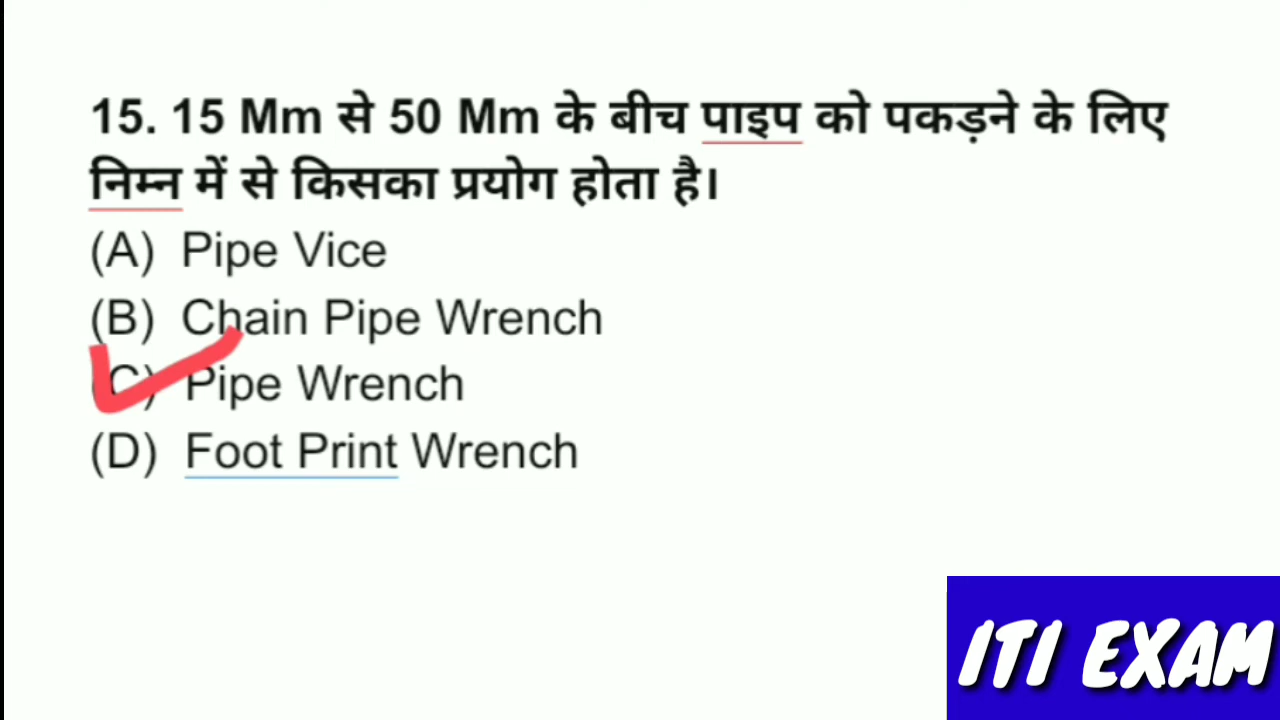 15. 15 Mm से 50 Mm के बीच पाइप को पकड़ने के लिए
निम्न में से किसका प्रयोग होता है।
(A) Pipe Vice
(B) Chain Pipe Wrench
(C) Pipe Wrench
(D) Foot Print Wrench
ITI EXAM